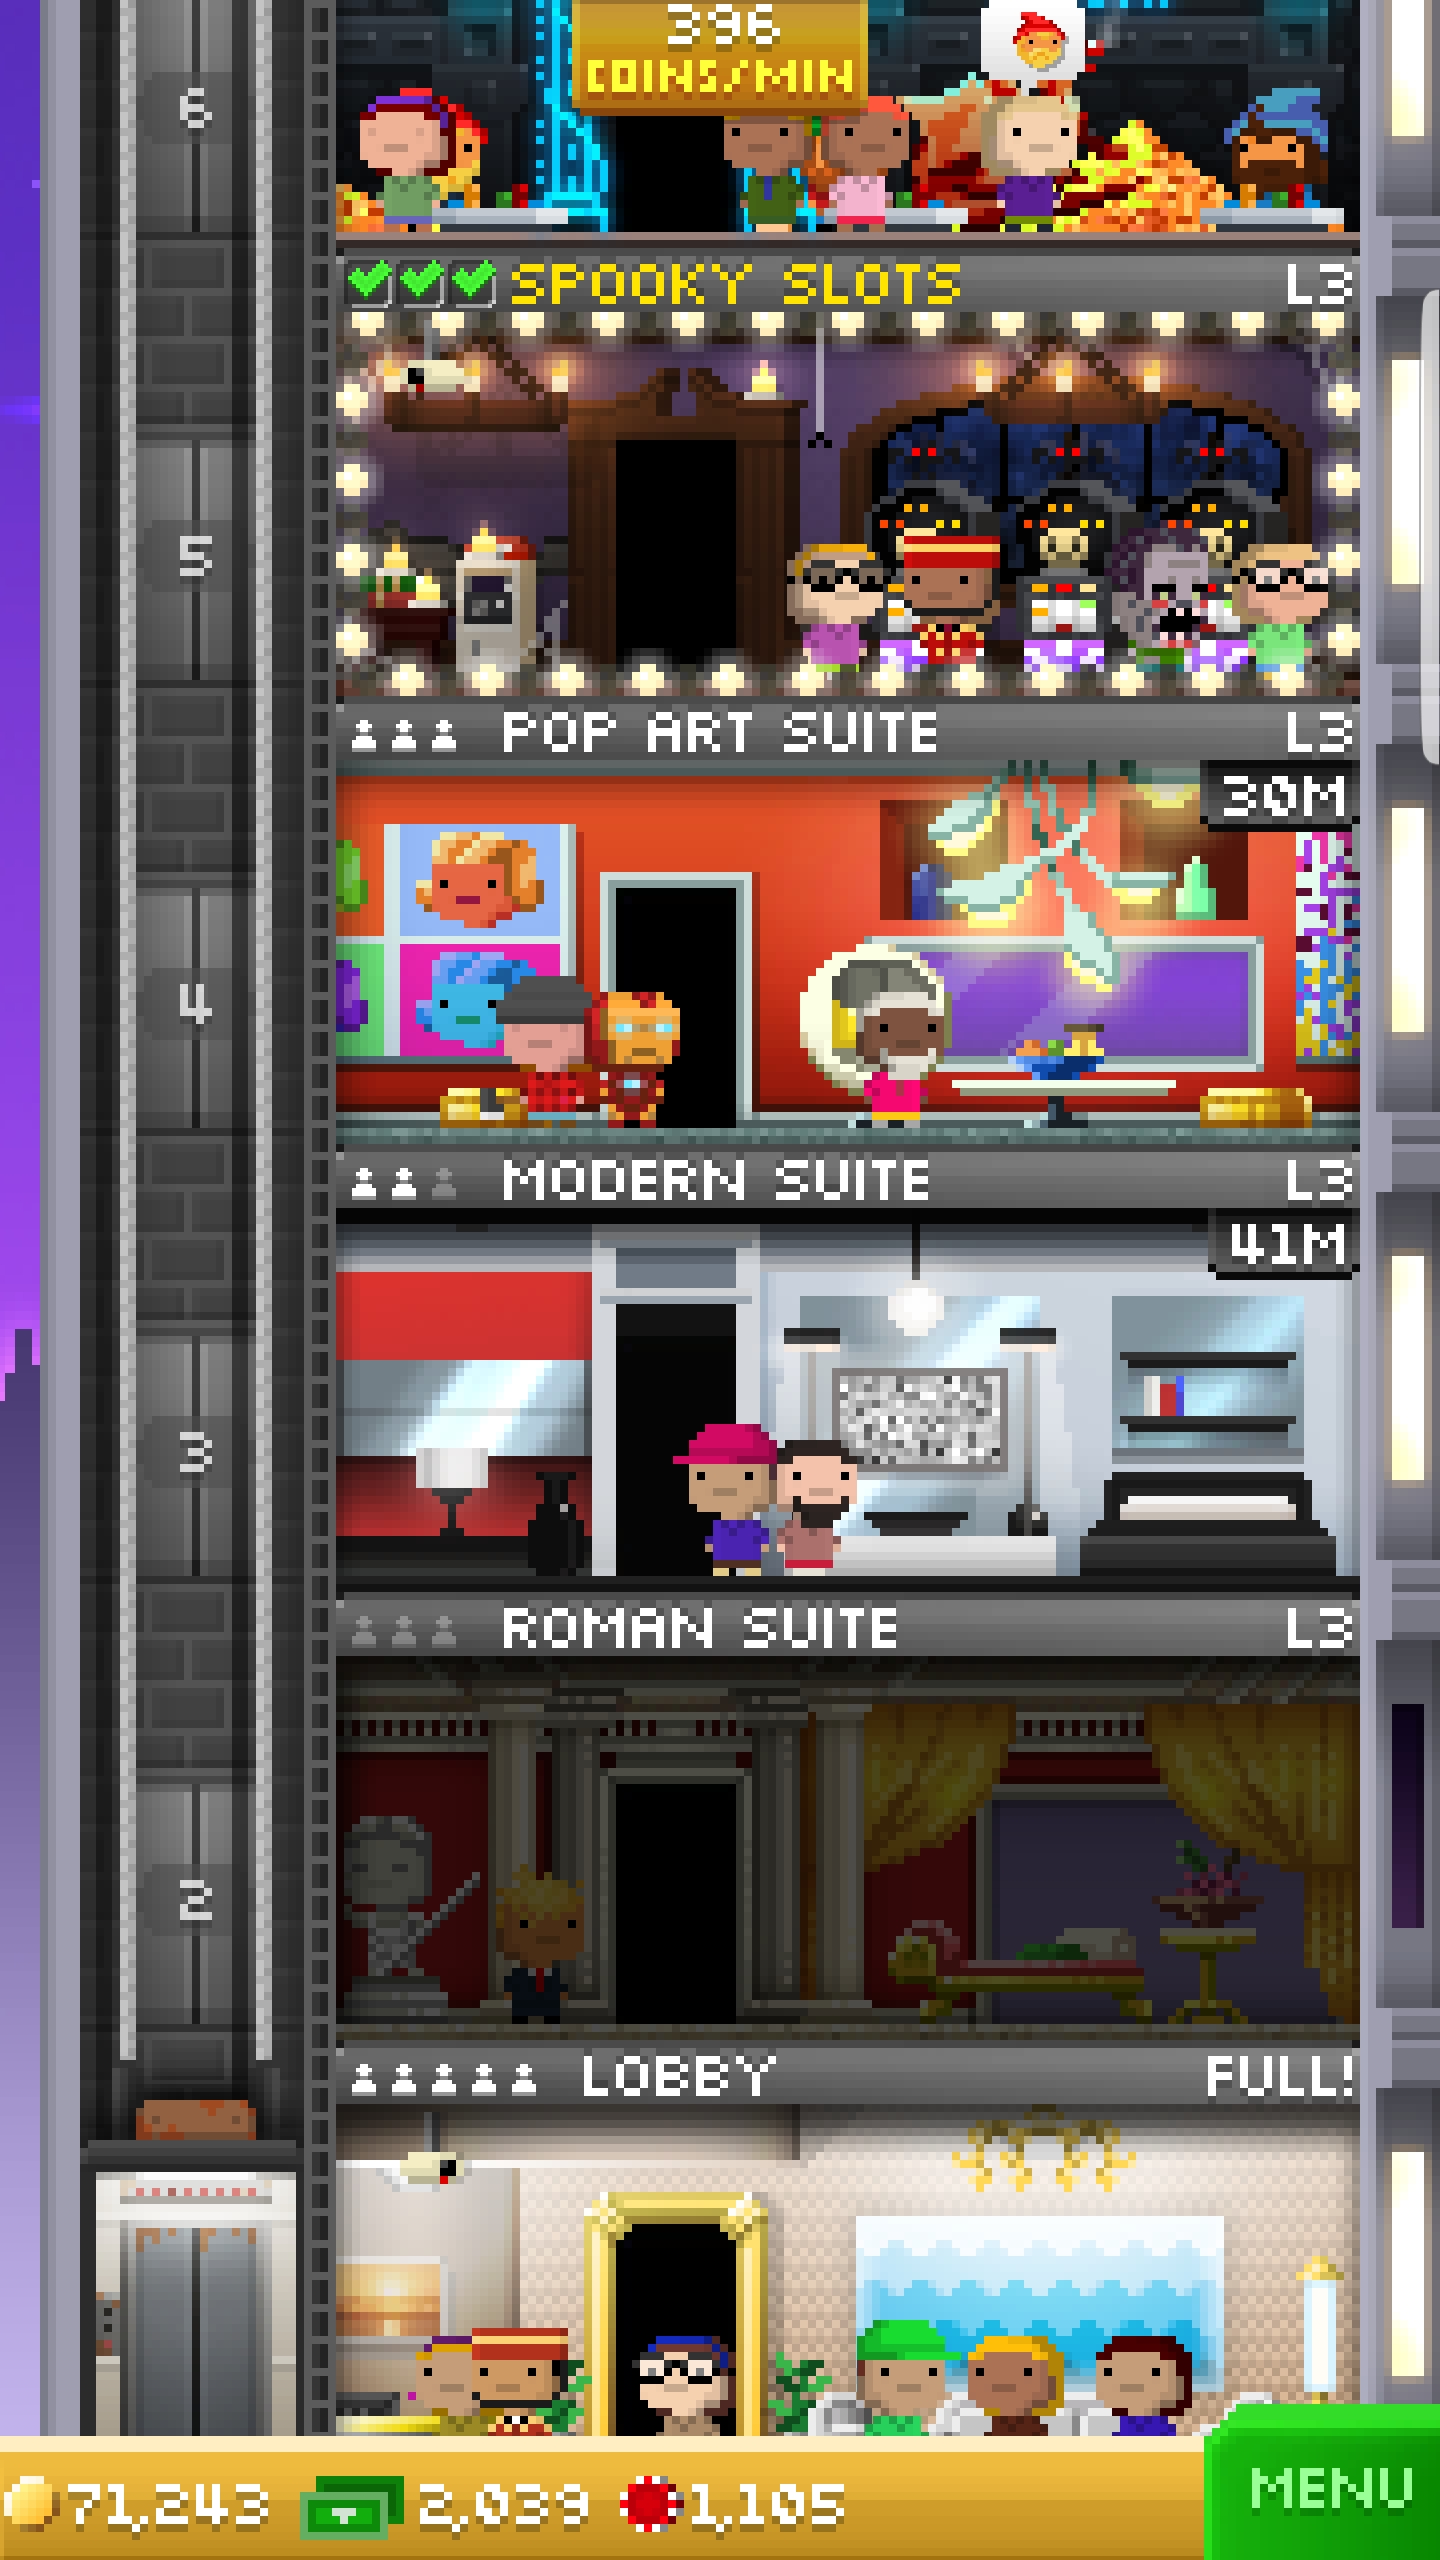 396
COINS/MIN
6
SPOOKY SLOTS L3
5
POP ART SUITE L3
30M
4
MODERN SUITE L3
41M
3
ROMAN SUITE L3
2
LOBBY FULL!
71,243 2,039 1,105 MENU